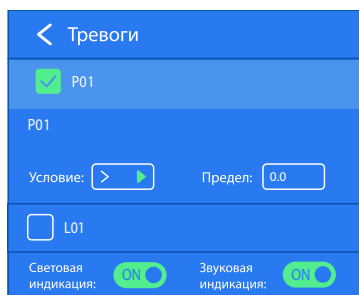 Тревоги
P01
P01
Условие: > Предел: 0.0
L01
Световая индикация: ON Звуковая индикация: ON